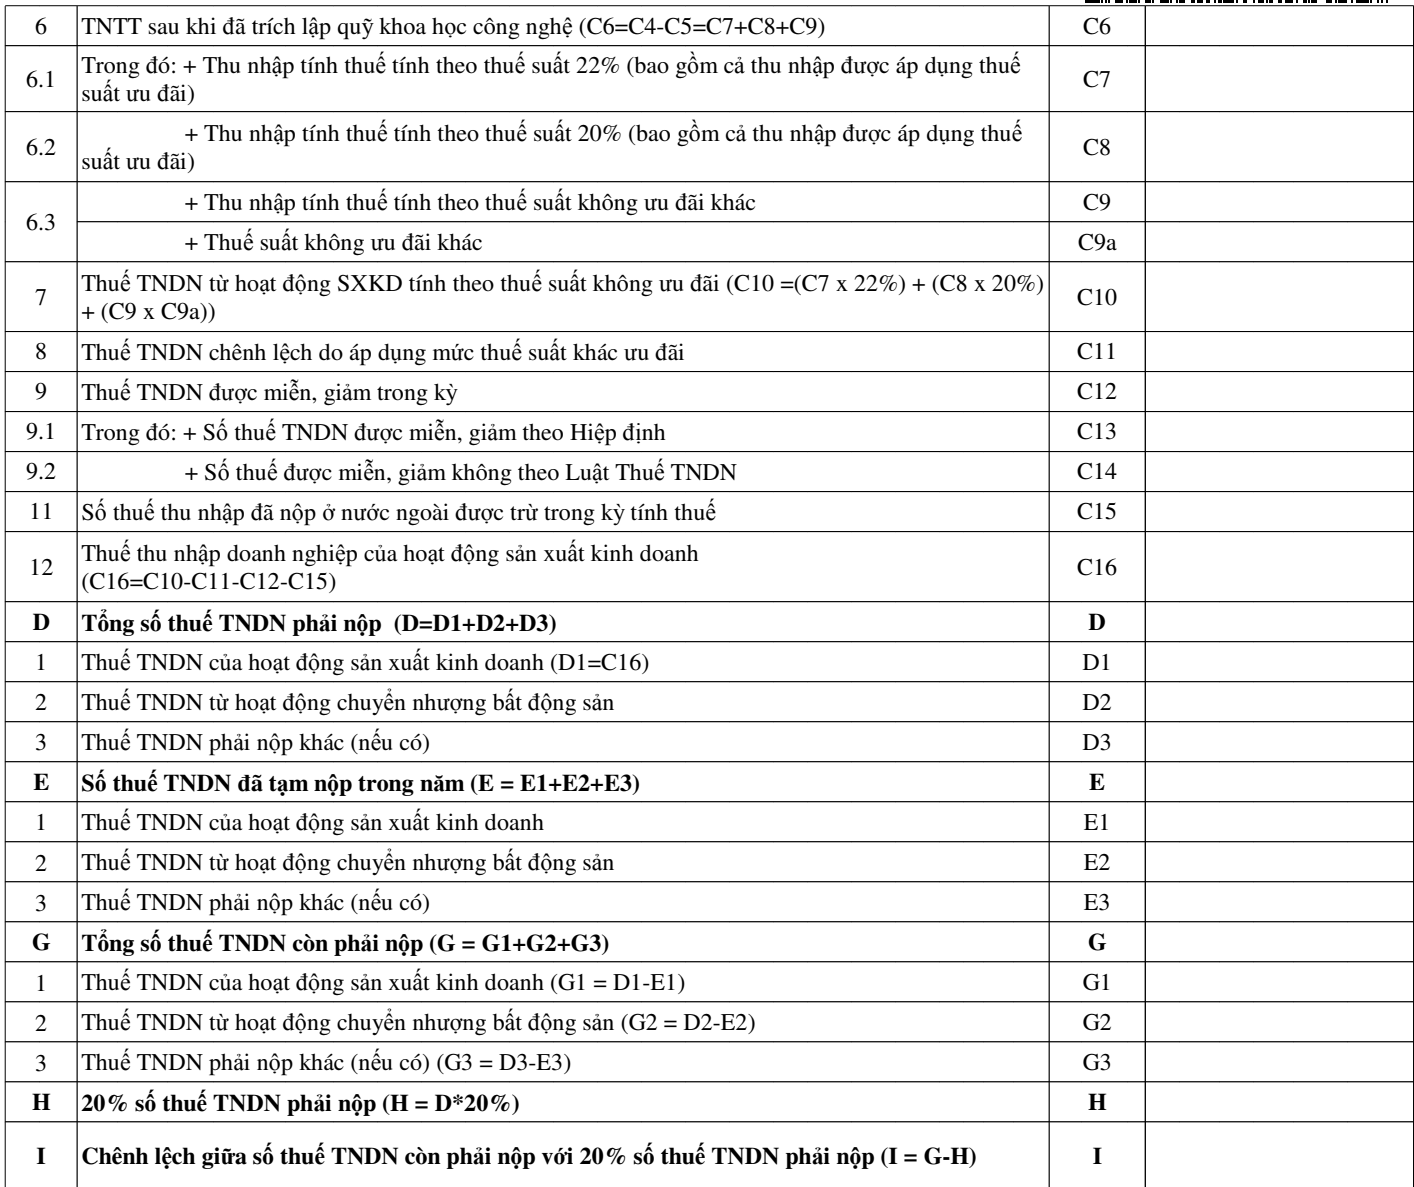 6 TNTT sau khi đã trích lập quỹ khoa học công nghệ (C6=C4-C5=C7+C8+C9) C6
6.1 Trong đó: + Thu nhập tính thuế tính theo thuế suất 22% (bao gồm cả thu nhập được áp dụng thuế C7
suất ưu đãi)
6.2 + Thu nhập tính thuế tính theo thuế suất 20% (bao gồm cả thu nhập được áp dụng thuế C8
suất ưu đãi)
6.3 + Thu nhập tính thuế tính theo thuế suất không ưu đãi khác C9
+ Thuế suất không ưu đãi khác C9a
7 Thuế TNDN từ hoạt động SXKD tính theo thuế suất không ưu đãi (C10 =(C7 x 22%) + (C8 x 20%) C10
+ (C9 x C9a))
8 Thuế TNDN chênh lệch do áp dụng mức thuế suất khác ưu đãi C11
9 Thuế TNDN được miễn, giảm trong kỳ C12
9.1 Trong đó: + Số thuế TNDN được miễn, giảm theo Hiệp định C13
9.2 + Số thuế được miễn, giảm không theo Luật Thuế TNDN C14
11 Số thuế thu nhập đã nộp ở nước ngoài được trừ trong kỳ tính thuế C15
12 Thuế thu nhập doanh nghiệp của hoạt động sản xuất kinh doanh C16
(C16=C10-C11-C12-C15)
D Tổng số thuế TNDN phải nộp (D=D1+D2+D3) D
1 Thuế TNDN của hoạt động sản xuất kinh doanh (D1=C16) D1
2 Thuế TNDN từ hoạt động chuyển nhượng bất động sản D2
3 Thuế TNDN phải nộp khác (nếu có) D3
E Số thuế TNDN đã tạm nộp trong năm (E = E1+E2+E3) E
1 Thuế TNDN của hoạt động sản xuất kinh doanh E1
2 Thuế TNDN từ hoạt động chuyển nhượng bất động sản E2
3 Thuế TNDN phải nộp khác (nếu có) E3
G Tổng số thuế TNDN còn phải nộp (G = G1+G2+G3) G
1 Thuế TNDN của hoạt động sản xuất kinh doanh (G1 = D1-E1) G1
2 Thuế TNDN từ hoạt động chuyển nhượng bất động sản (G2 = D2-E2) G2
3 Thuế TNDN phải nộp khác (nếu có) (G3 = D3-E3) G3
H 20% số thuế TNDN phải nộp (H = D*20%) H
I Chênh lệch giữa số thuế TNDN còn phải nộp với 20% số thuế TNDN phải nộp (I = G-H) I